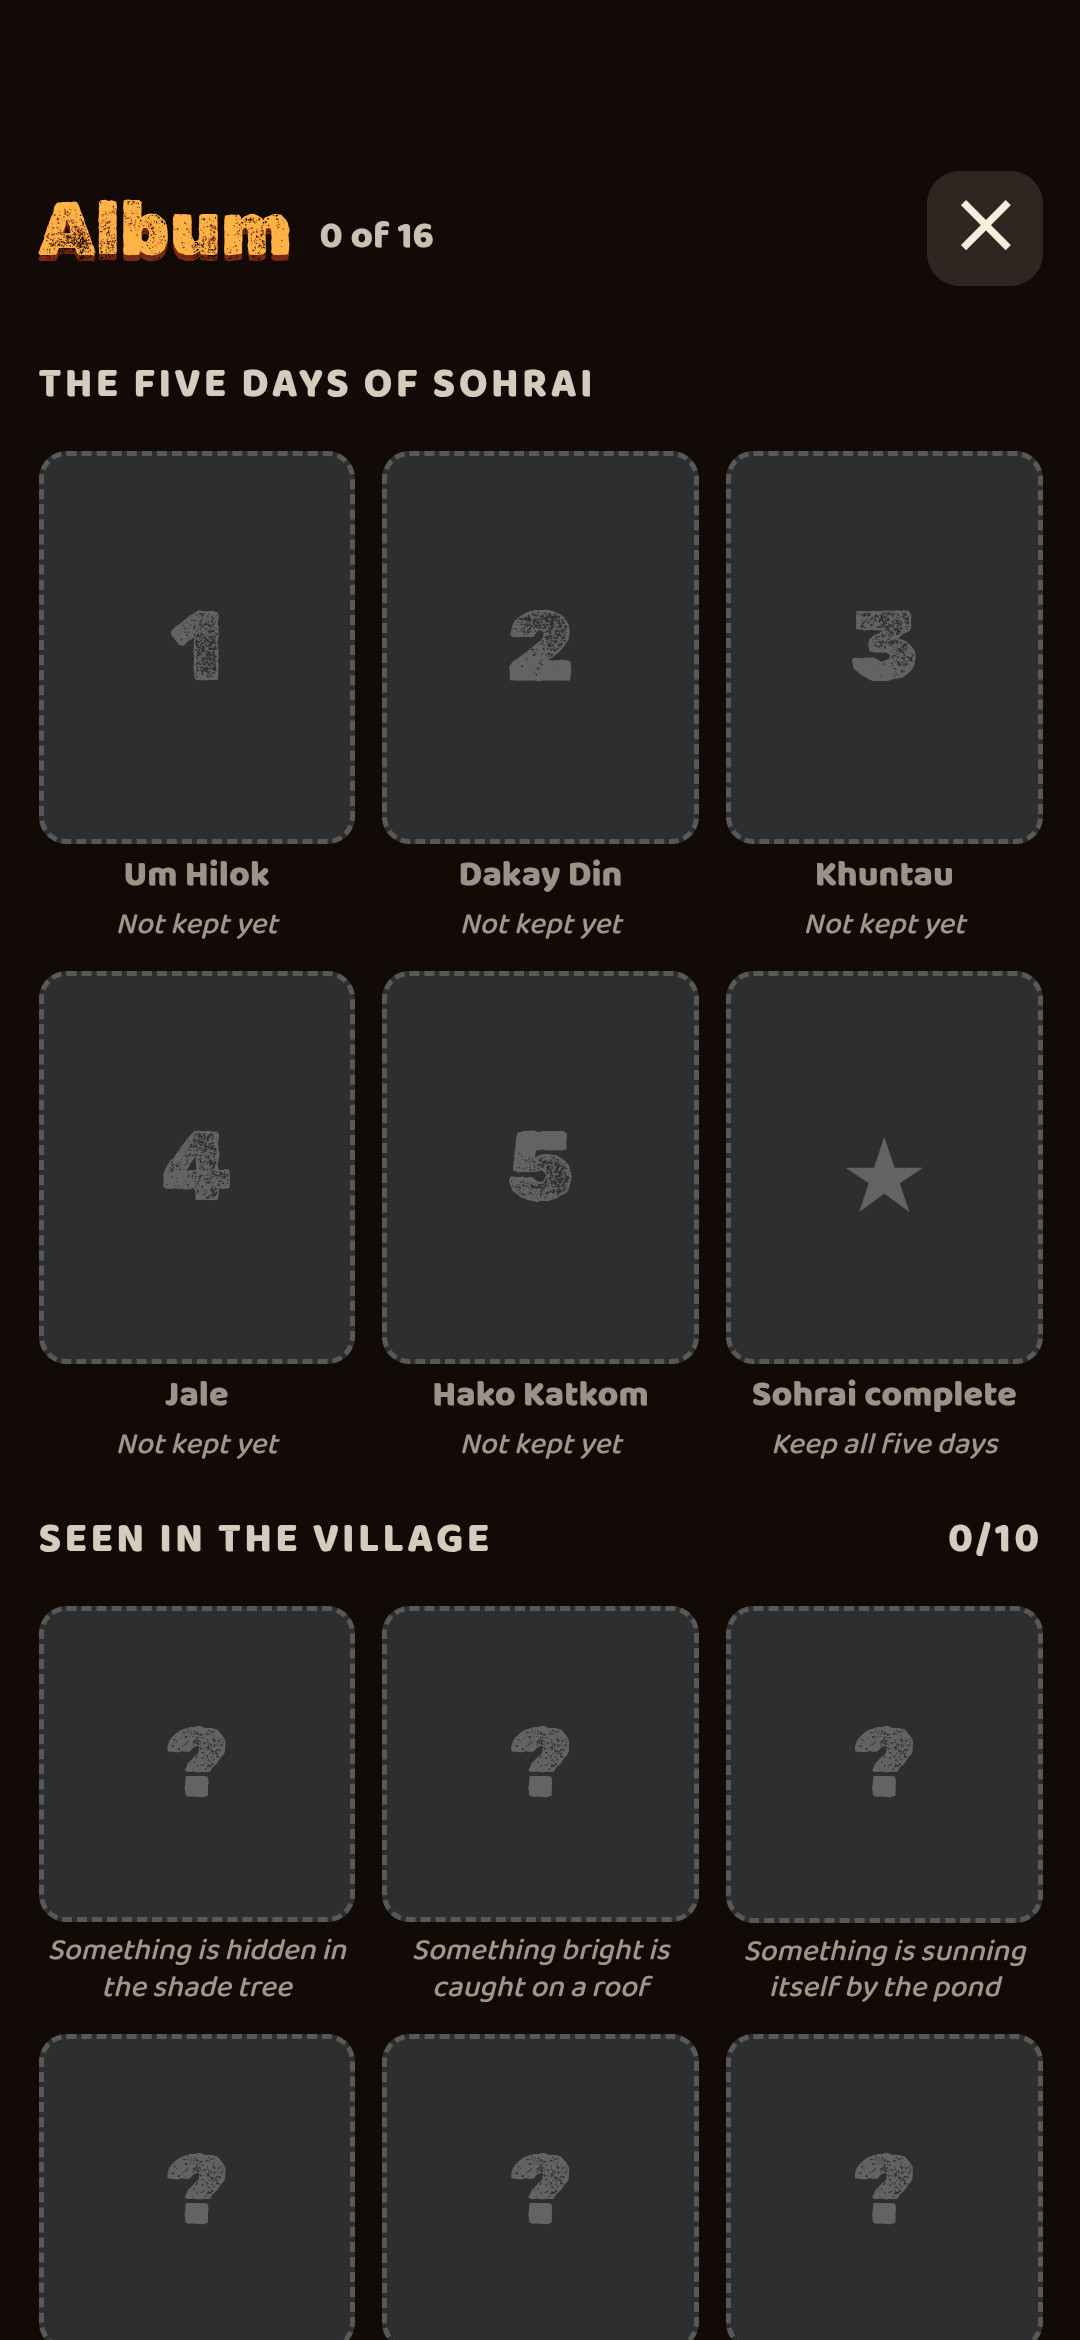 Album 0 of 16
THE FIVE DAYS OF SOHRAI
1 2 3
Um Hilok Dakay Din Khuntau
Not kept yet Not kept yet Not kept yet
4 5 ★
Jale Hako Katkom Sohrai complete
Not kept yet Not kept yet Keep all five days
SEEN IN THE VILLAGE 0/10
? ? ?
Something is hidden in the shade tree
Something bright is caught on a roof
Something is sunning itself by the pond
? ? ?